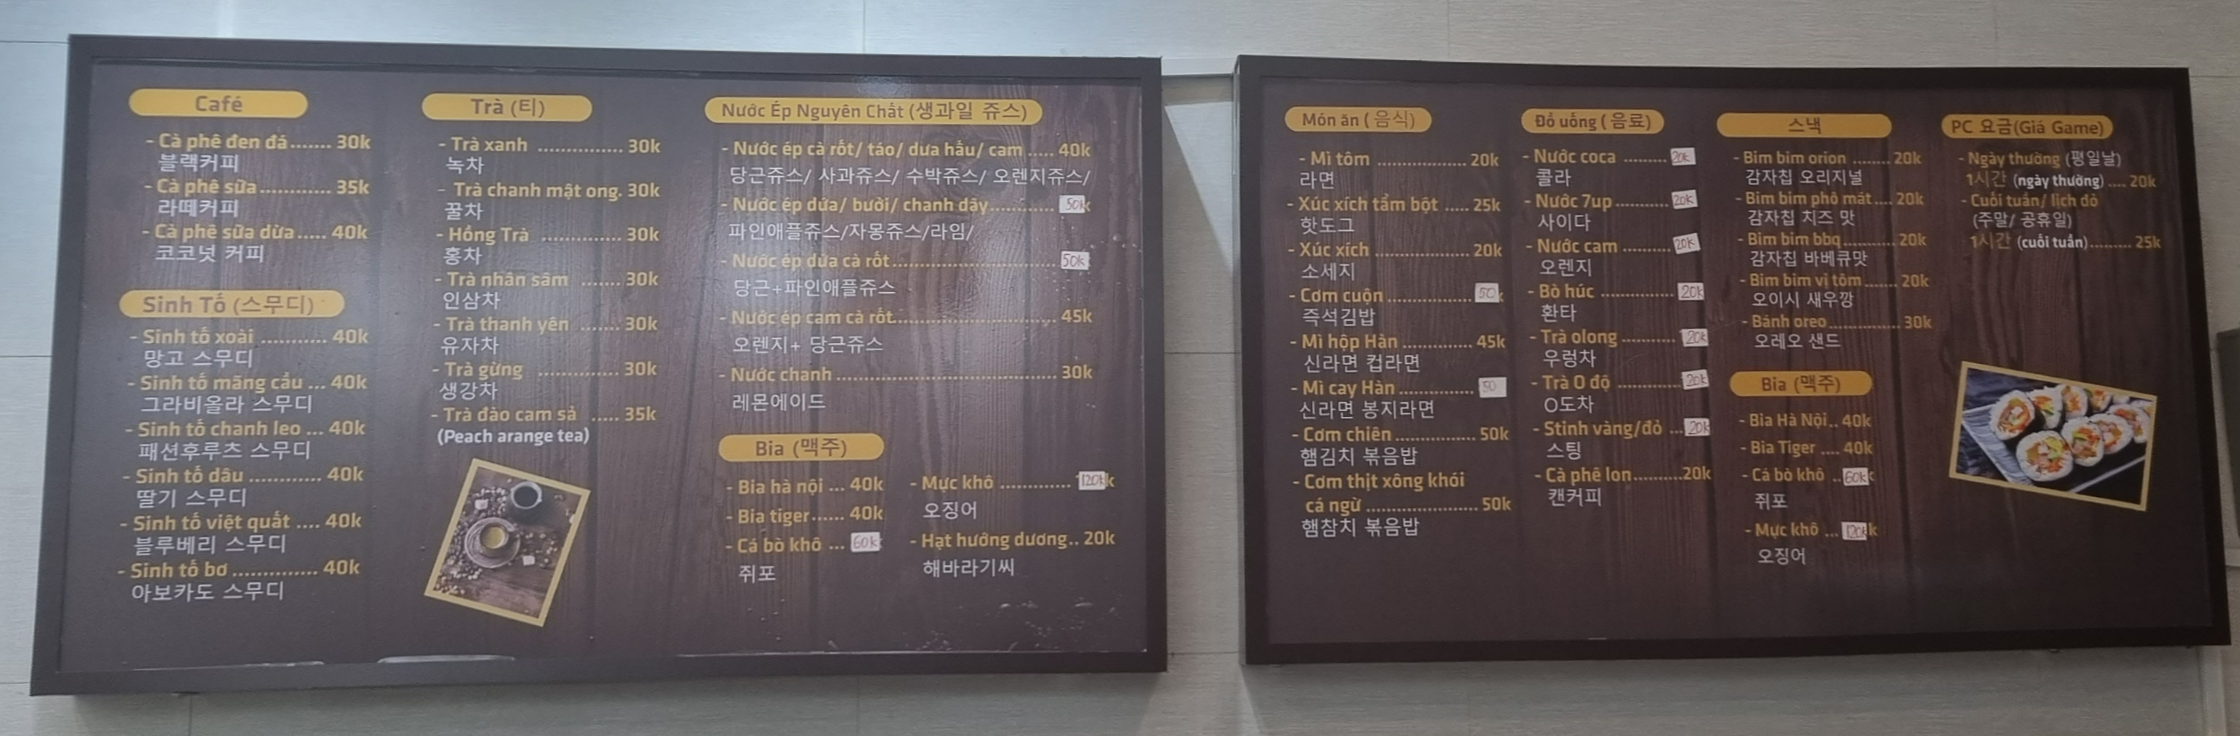 Café
- Cà phê đen đá....... 30k
블랙커피
- Cà phê sữa............. 35k
라떼커피
- Cà phê sữa dừa..... 40k
코코넛 커피
Sinh Tố (스무디)
- Sinh tố xoài ............... 40k
망고 스무디
- Sinh tố mãng cầu ... 40k
그라비올라 스무디
- Sinh tố chanh leo ... 40k
패션후루츠 스무디
- Sinh tố dâu ............... 40k
딸기 스무디
- Sinh tố việt quất .... 40k
블루베리 스무디
- Sinh tố bơ ............... 40k
아보카도 스무디
Trà (티)
- Trà xanh ............... 30k
녹차
- Trà chanh mật ong. 30k
꿀차
- Hồng Trà .............. 30k
홍차
- Trà nhân sâm ....... 30k
인삼차
- Trà thanh yên ....... 30k
유자차
- Trà gừng ............... 30k
생강차
- Trà đào cam sả ..... 35k
(Peach arange tea)
Nước Ép Nguyên Chất (생과일 쥬스)
- Nước ép cà rốt/ táo/ dưa hấu/ cam ..... 40k
당근쥬스/ 사과쥬스/ 수박쥬스/ 오렌지쥬스/
- Nước ép dứa/ bưởi/ chanh dây............. 50k
파인애플쥬스/자몽쥬스/라임/
- Nước ép dứa cà rốt................................ 50k
당근+파인애플쥬스
- Nước ép cam cà rốt............................... 45k
오렌지+ 당근쥬스
- Nước chanh........................................... 30k
레몬에이드
Bia (맥주)
- Bia hà nội ... 40k
- Bia tiger...... 40k
- Cá bò khô ... 60k
쥐포
- Mực khô ............. 120k
오징어
- Hạt hướng dương.. 20k
해바라기씨
Món ăn ( 음식)
- Mì tôm ................ 20k
라면
- Xúc xích tẩm bột ..... 25k
핫도그
- Xúc xích .................. 20k
소세지
- Cơm cuộn ............... 50
즉석김밥
- Mì hộp Hàn ............. 45k
신라면 컵라면
- Mì cay Hàn .............. 50
신라면 봉지라면
- Cơm chiên ............... 50k
햄김치 볶음밥
- Cơm thịt xông khói
cá ngừ .................... 50k
햄참치 볶음밥
Đồ uống ( 음료)
- Nước coca ......... 20k
콜라
- Nước 7up ........... 20k
사이다
- Nước cam .......... 20k
오렌지
- Bò húc ............... 20k
환타
- Trà olong ............ 20k
우렁차
- Trà O độ ............. 20k
O도차
- Stinh vàng/đỏ ... 20k
스팅
- Cà phê lon..........20k
캔커피
스낵
- Bim bim orion ........ 20k
감자칩 오리지널
- Bim bim phô mát.... 20k
감자칩 치즈 맛
- Bim bim bbq........... 20k
감자칩 바베큐맛
- Bim bim vị tôm....... 20k
오이시 새우깡
- Bánh oreo............... 30k
오레오 샌드
Bia (맥주)
- Bia Hà Nội.. 40k
- Bia Tiger .... 40k
- Cá bò khô .. 60k
쥐포
- Mực khô ... 120k
오징어
PC 요금(Giá Game)
- Ngày thường (평일날)
1시간 (ngày thường) .... 20k
- Cuối tuần/ lịch đỏ
(주말/ 공휴일)
1시간 (cuối tuần)........... 25k